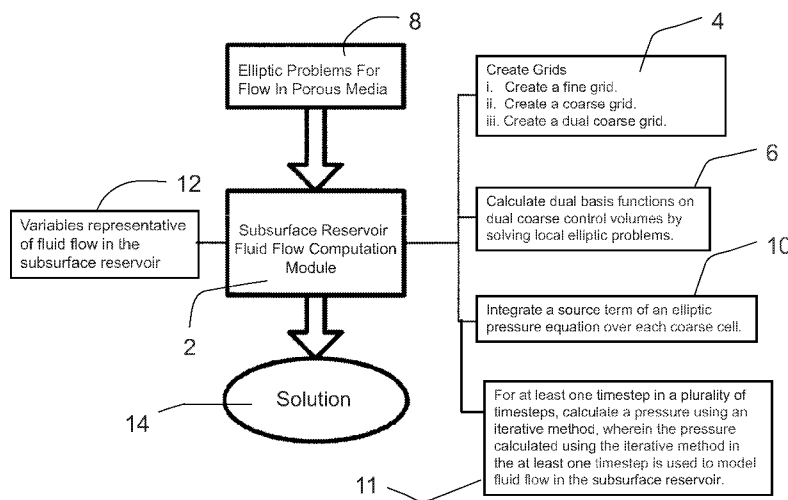 8
Elliptic Problems For
Flow In Porous Media
4
Create Grids
i. Create a fine grid.
ii. Create a coarse grid.
iii. Create a dual coarse grid.
12
Variables representative
of fluid flow in the
subsurface reservoir
Subsurface Reservoir
Fluid Flow Computation
Module
2
6
Calculate dual basis functions on
dual coarse control volumes by
solving local elliptic problems.
10
Integrate a source term of an elliptic
pressure equation over each coarse cell.
Solution
14
For at least one timestep in a plurality of
timesteps, calculate a pressure using an
iterative method, wherein the pressure
calculated using the iterative method in
the at least one timestep is used to model
fluid flow in the subsurface reservoir.
11